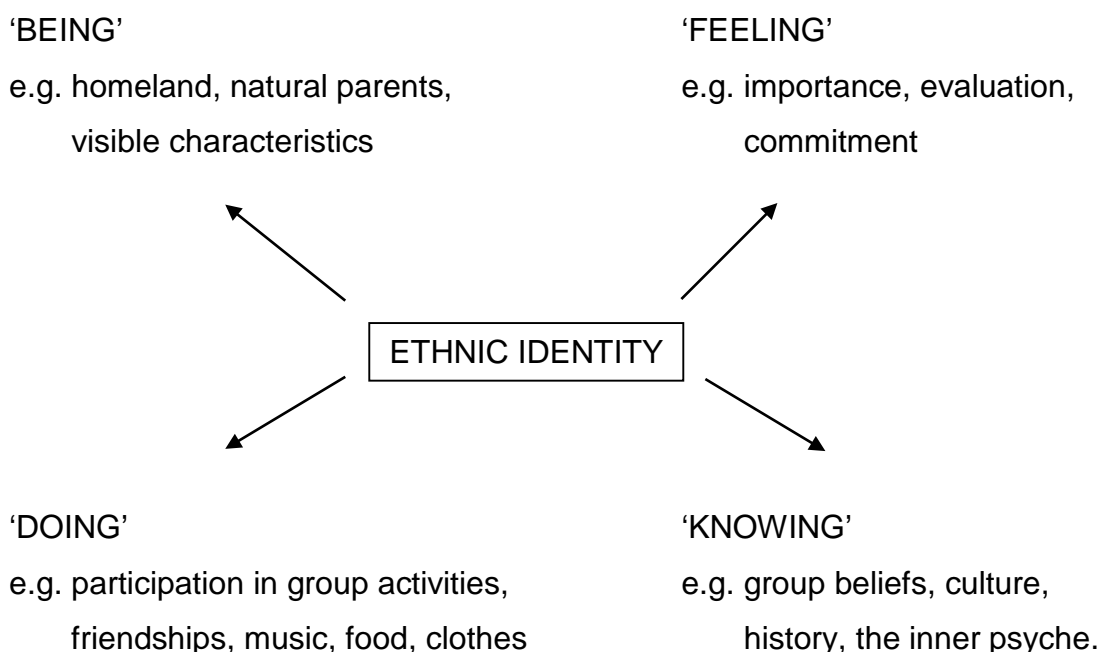 ‘BEING’
e.g. homeland, natural parents,
visible characteristics
‘FEELING’
e.g. importance, evaluation,
commitment
ETHNIC IDENTITY
‘DOING’
e.g. participation in group activities,
friendships, music, food, clothes
‘KNOWING’
e.g. group beliefs, culture,
history, the inner psyche.